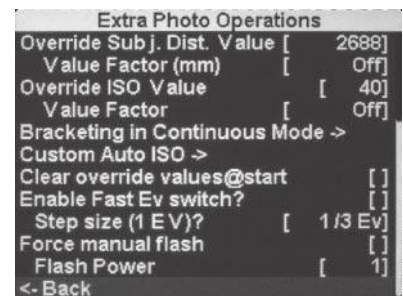 Extra Photo Operations
Override Subj. Dist. Value [ 2688]
Value Factor (mm) [ Off]
Override ISO Value [ 40]
Value Factor [ Off]
Bracketing in Continuous Mode ->
Custom Auto ISO ->
Clear override values@start [ ]
Enable Fast Ev switch? [ ]
Step size (1 EV)? [ 1/3 Ev]
Force manual flash [ ]
Flash Power [ 1]
<- Back